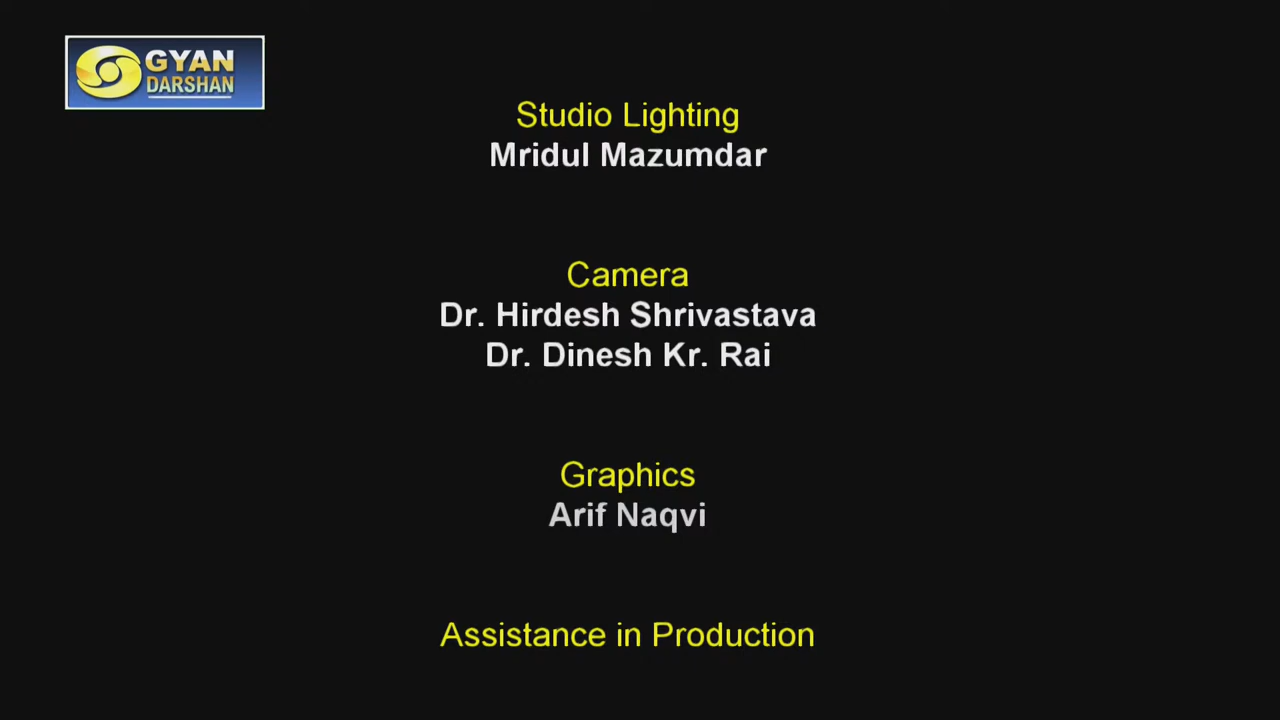 GYAN
DARSHAN
Studio Lighting
Mridul Mazumdar
Camera
Dr. Hirdesh Shrivastava
Dr. Dinesh Kr. Rai
Graphics
Arif Naqvi
Assistance in Production